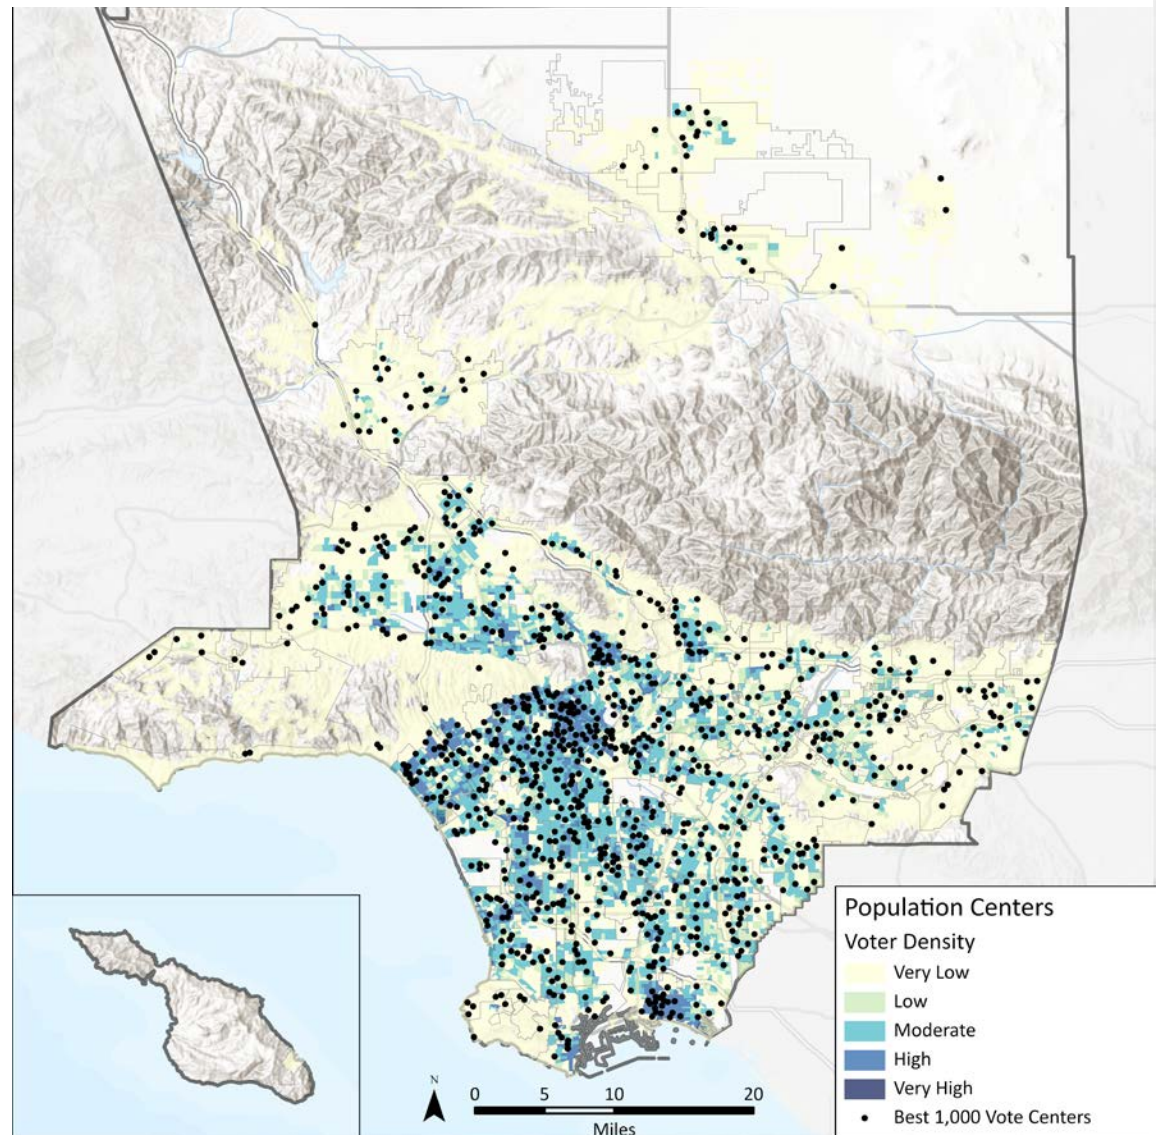 Population Centers
Voter Density
Very Low
Low
Moderate
High
Very High
Best 1,000 Vote Centers
N
0 5 10 20
Miles